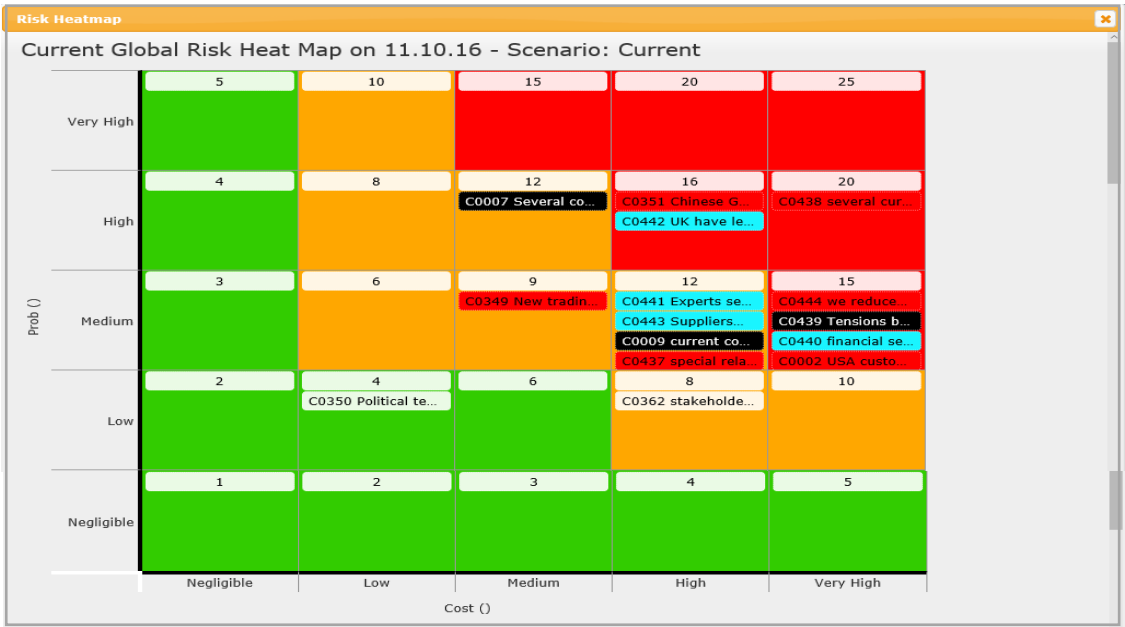 Risk Heatmap
Current Global Risk Heat Map on 11.10.16 - Scenario: Current
5 10 15 20 25
Very High
4 8 12 16 20
C0007 Several co... C0351 Chinese G... C0438 several cur...
High C0442 UK have le...
3 6 9 12 15
C0349 New tradin... C0441 Experts se... C0444 we reduce...
Prob ()
Medium C0443 Suppliers... C0439 Tensions b...
C0009 current co... C0440 financial se...
C0437 special rela... C0002 USA custo...
2 4 6 8 10
C0350 Political te... C0362 stakeholde...
Low
1 2 3 4 5
Negligible
Negligible Low Medium High Very High
Cost ()